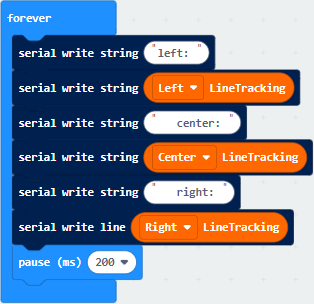 forever
serial write string "left: "
serial write string Left LineTracking
serial write string " center: "
serial write string Center LineTracking
serial write string " right: "
serial write line Right LineTracking
pause (ms) 200